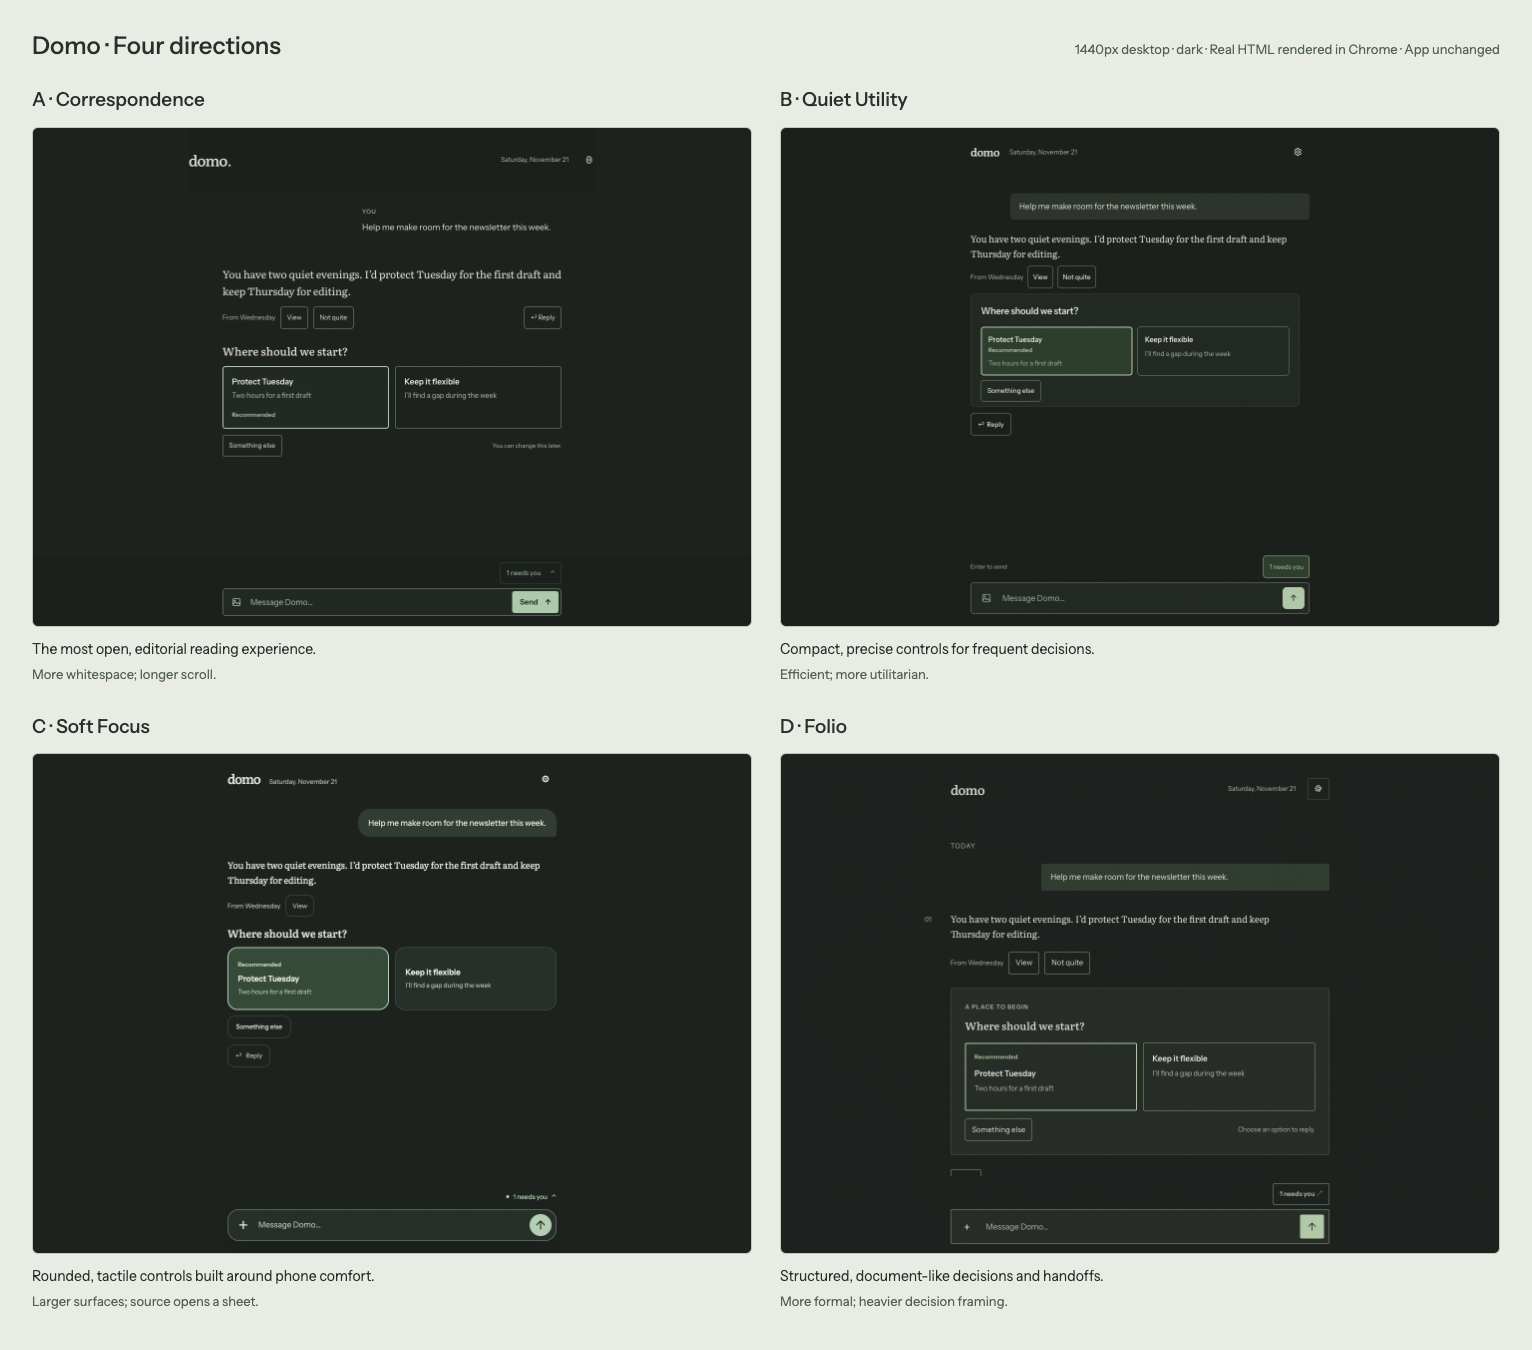 Domo · Four directions
1440px desktop · dark · Real HTML rendered in Chrome · App unchanged
A · Correspondence
domo.
Saturday, November 21
YOU
Help me make room for the newsletter this week.
You have two quiet evenings. I'd protect Tuesday for the first draft and
keep Thursday for editing.
From Wednesday
View
Not quite
↩ Reply
Where should we start?
Protect Tuesday
Two hours for a first draft
Recommended
Keep it flexible
I'll find a gap during the week
Something else
You can change this later.
1 needs you
Message Domo...
Send ↑
The most open, editorial reading experience.
More whitespace; longer scroll.
B · Quiet Utility
domo
Saturday, November 21
Help me make room for the newsletter this week.
You have two quiet evenings. I'd protect Tuesday for the first draft and keep
Thursday for editing.
From Wednesday
View
Not quite
Where should we start?
Protect Tuesday
Recommended
Two hours for a first draft
Keep it flexible
I'll find a gap during the week
Something else
↩ Reply
Enter to send
1 needs you
Message Domo...
Compact, precise controls for frequent decisions.
Efficient; more utilitarian.
C · Soft Focus
domo
Saturday, November 21
Help me make room for the newsletter this week.
You have two quiet evenings. I'd protect Tuesday for the first draft and keep
Thursday for editing.
From Wednesday
View
Where should we start?
Recommended
Protect Tuesday
Two hours for a first draft
Keep it flexible
I'll find a gap during the week
Something else
↩ Reply
1 needs you
Message Domo...
Rounded, tactile controls built around phone comfort.
Larger surfaces; source opens a sheet.
D · Folio
domo
Saturday, November 21
TODAY
Help me make room for the newsletter this week.
01
You have two quiet evenings. I'd protect Tuesday for the first draft and keep
Thursday for editing.
From Wednesday
View
Not quite
A PLACE TO BEGIN
Where should we start?
Recommended
Protect Tuesday
Two hours for a first draft
Keep it flexible
I'll find a gap during the week
Something else
Choose an option to reply.
1 needs you ↗
Message Domo...
Structured, document-like decisions and handoffs.
More formal; heavier decision framing.